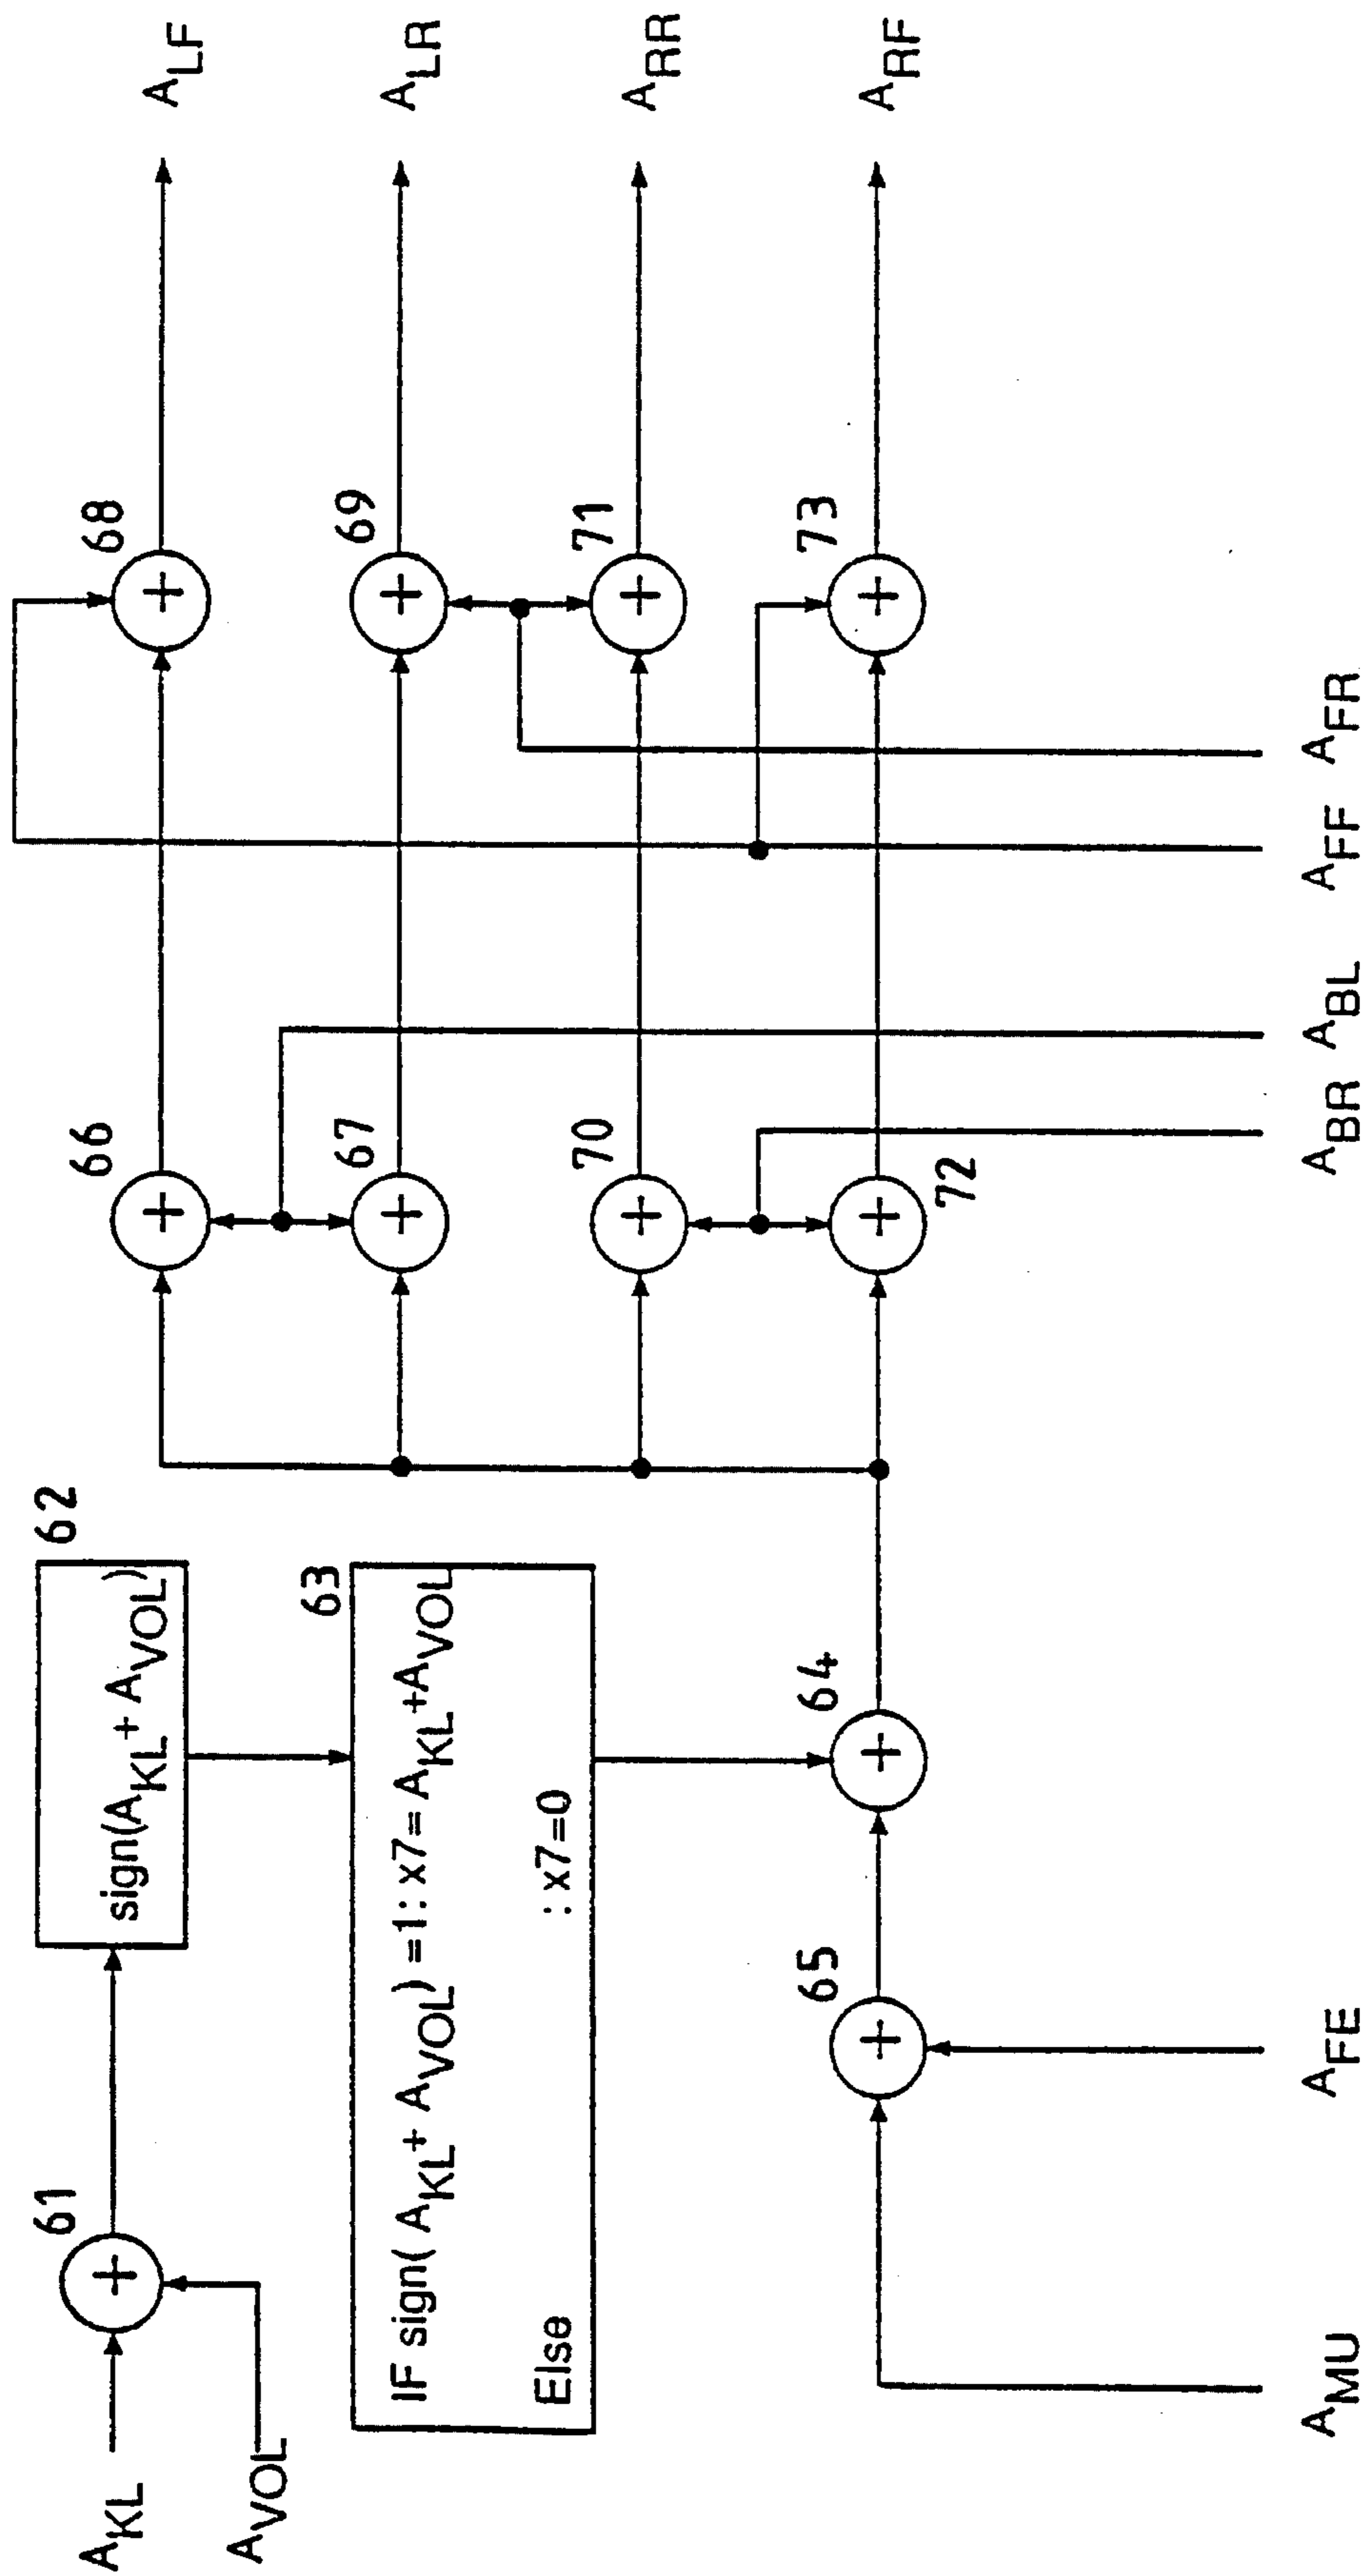 A_KL
A_VOL
61
62
sign(A_KL + A_VOL)
63
IF sign( A_KL + A_VOL ) =1: x7= A_KL+A_VOL
Else : x7=0
64
65
66
67
70
72
68
69
71
73
A_LF
A_LR
A_RR
A_RF
A_MU
A_FE
A_BR
A_BL
A_FF
A_FR